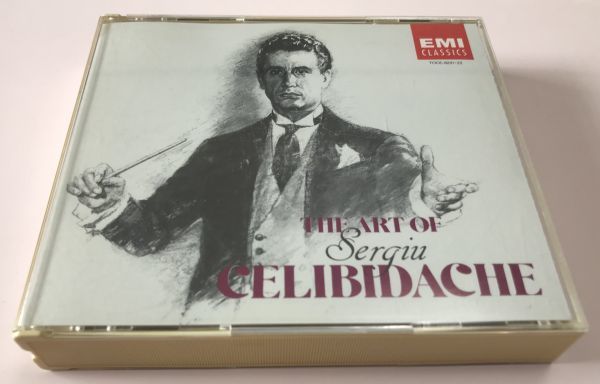 EMI
CLASSICS
THE ART OF
Sergiu
CELIBIDACHE